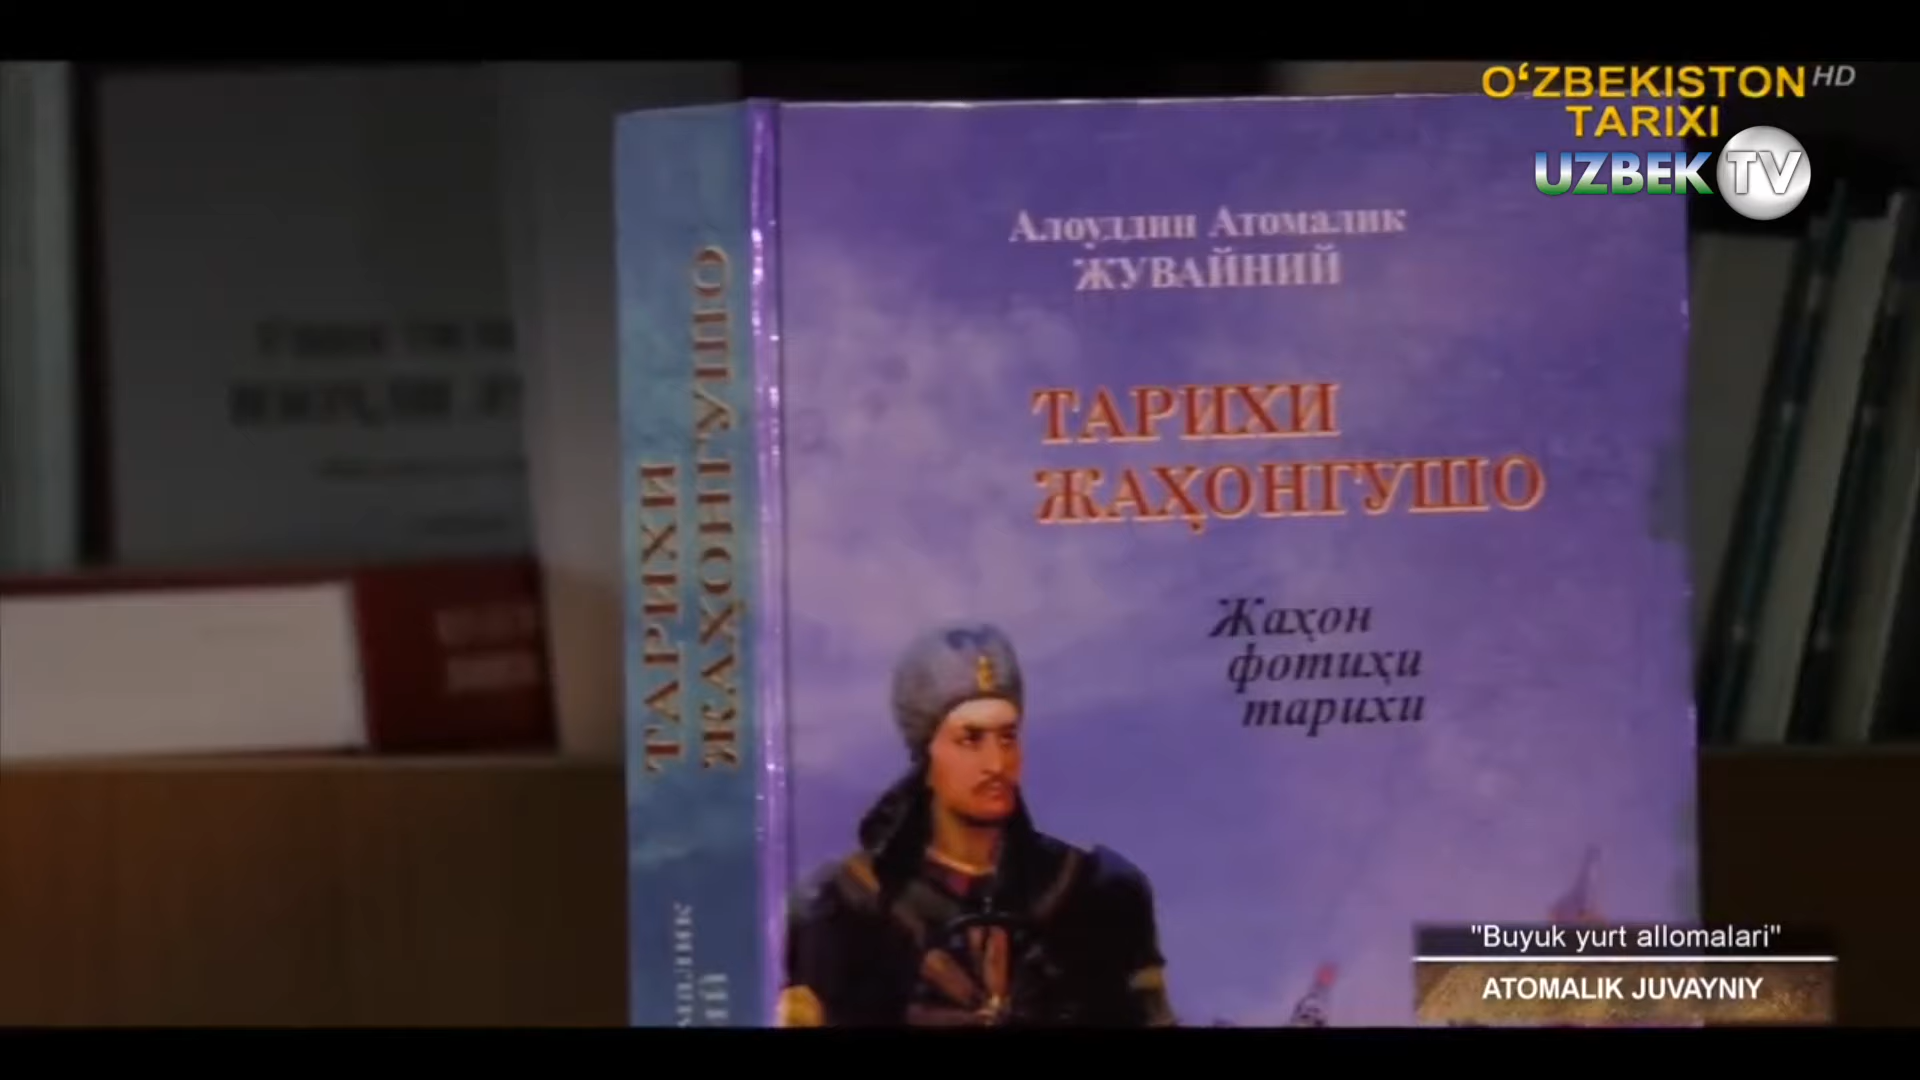 O‘ZBEKISTON HD
TARIXI
UZBEK TV
Алоуддин Атомалик
ЖУВАЙНИЙ
ТАРИХИ
ЖАҲОНГУШО
Жаҳон
фотиҳи
тарихи
ТАРИХИ
ЖАҲОНГУШО
"Buyuk yurt allomalari"
ATOMALIK JUVAYNIY